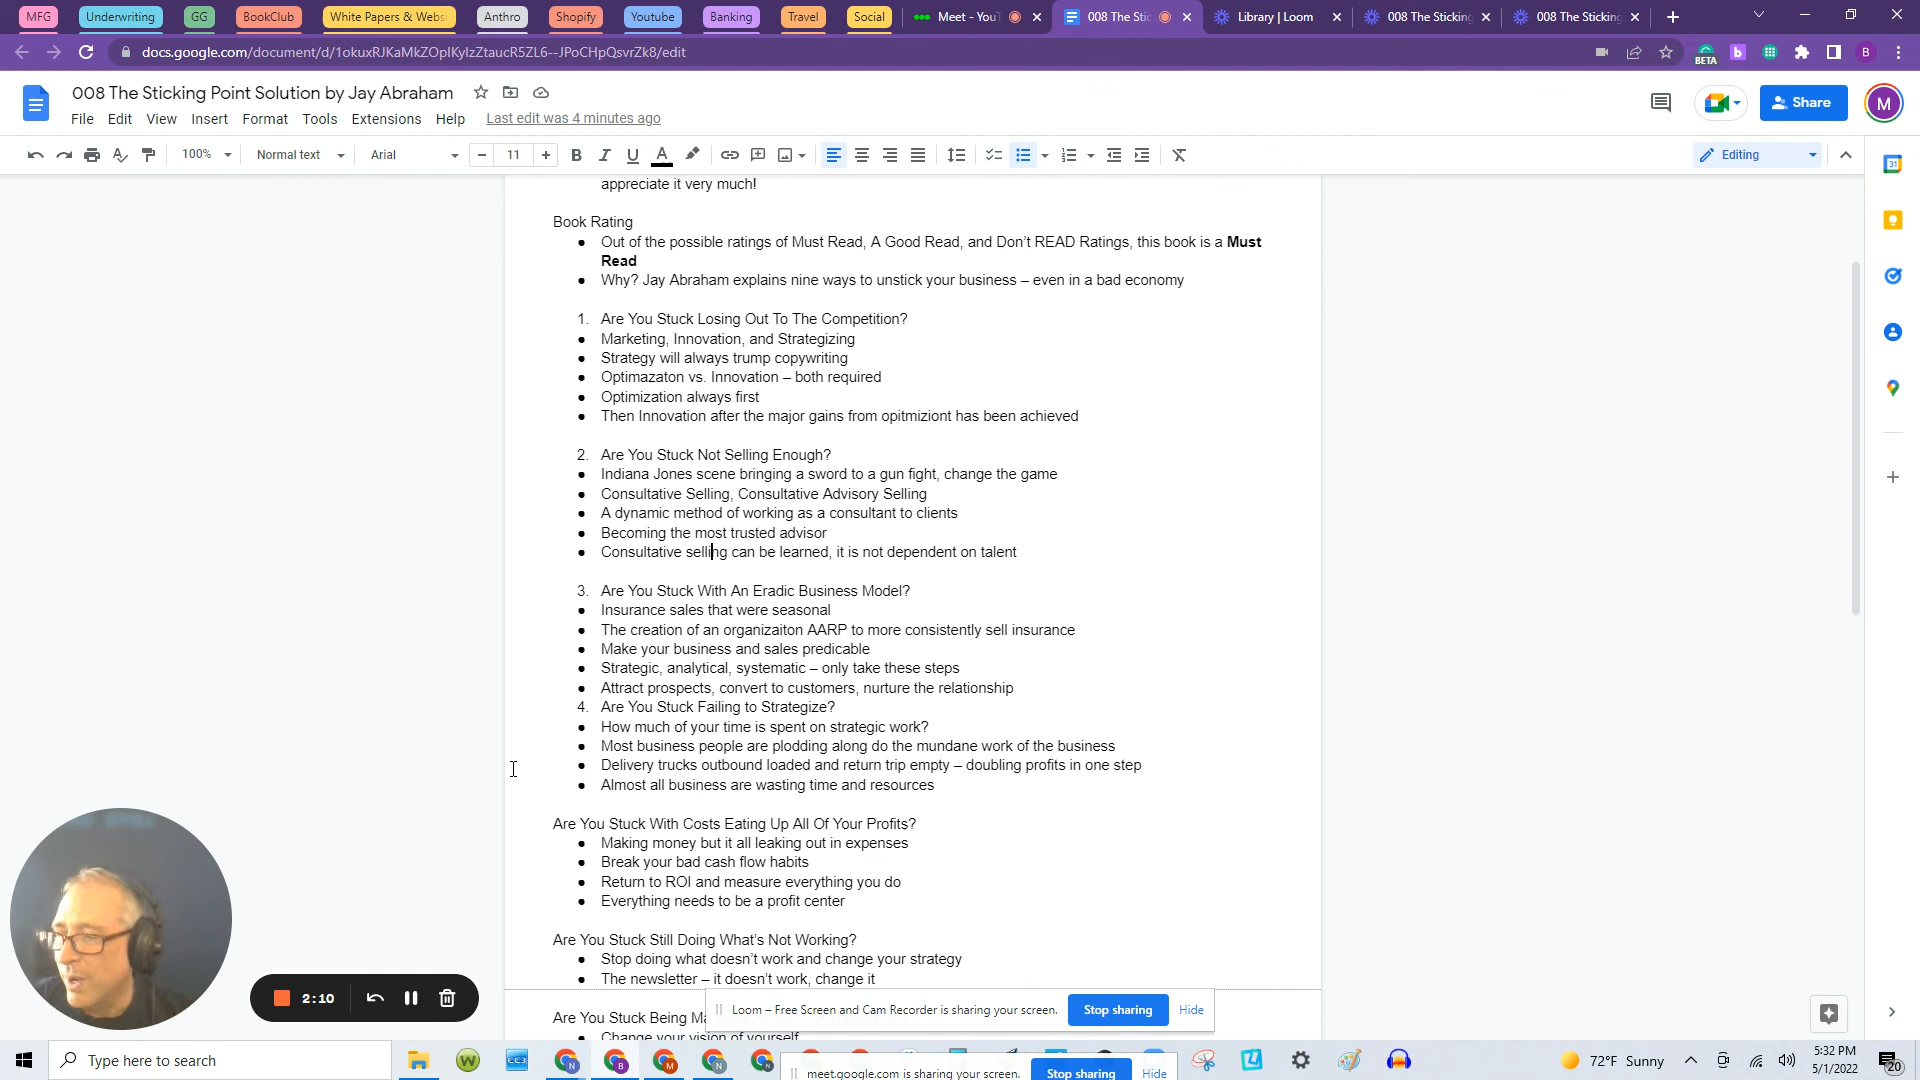 MFG Underwriting GG BookClub White Papers & Webs Anthro Shopify Youtube Banking Travel Social Meet - YouT 008 The Stic Library | Loom 008 The Sticking 008 The Sticking
docs.google.com/document/d/1okuxRJKaMkZOpIKyIzZtaucR5ZL6--JPoCHpQsvrZk8/edit
BETA
008 The Sticking Point Solution by Jay Abraham
File Edit View Insert Format Tools Extensions Help Last edit was 4 minutes ago
Share
M
100% Normal text Arial 11 Editing
appreciate it very much!
Book Rating
Out of the possible ratings of Must Read, A Good Read, and Don't READ Ratings, this book is a Must
Read
Why? Jay Abraham explains nine ways to unstick your business – even in a bad economy
1. Are You Stuck Losing Out To The Competition?
Marketing, Innovation, and Strategizing
Strategy will always trump copywriting
Optimazaton vs. Innovation – both required
Optimization always first
Then Innovation after the major gains from opitmiziont has been achieved
2. Are You Stuck Not Selling Enough?
Indiana Jones scene bringing a sword to a gun fight, change the game
Consultative Selling, Consultative Advisory Selling
A dynamic method of working as a consultant to clients
Becoming the most trusted advisor
Consultative selling can be learned, it is not dependent on talent
3. Are You Stuck With An Eradic Business Model?
Insurance sales that were seasonal
The creation of an organizaiton AARP to more consistently sell insurance
Make your business and sales predicable
Strategic, analytical, systematic – only take these steps
Attract prospects, convert to customers, nurture the relationship
4. Are You Stuck Failing to Strategize?
How much of your time is spent on strategic work?
Most business people are plodding along do the mundane work of the business
Delivery trucks outbound loaded and return trip empty – doubling profits in one step
Almost all business are wasting time and resources
Are You Stuck With Costs Eating Up All Of Your Profits?
Making money but it all leaking out in expenses
Break your bad cash flow habits
Return to ROI and measure everything you do
Everything needs to be a profit center
Are You Stuck Still Doing What's Not Working?
Stop doing what doesn't work and change your strategy
The newsletter – it doesn't work, change it
2:10
Loom – Free Screen and Cam Recorder is sharing your screen. Stop sharing Hide
Are You Stuck Being Ma
Change your vision of yourself
Type here to search
meet.google.com is sharing your screen. Stop sharing Hide
72°F Sunny
5:32 PM
5/1/2022
20